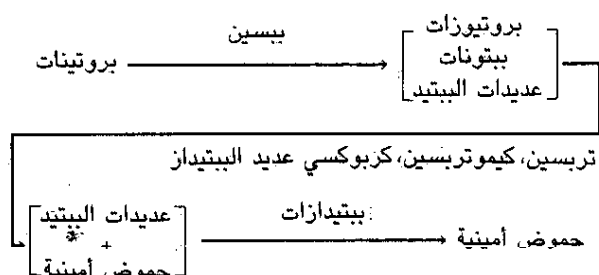 بروتينات
ببسين
بروتيوزات
ببتونات
عديدات الببتيد
تربسين، كيموتربسين، كربوكسي عديد الببتيداز
عديدات الببتيد
+
حموض أمينية
ببتيدازات
حموض أمينية